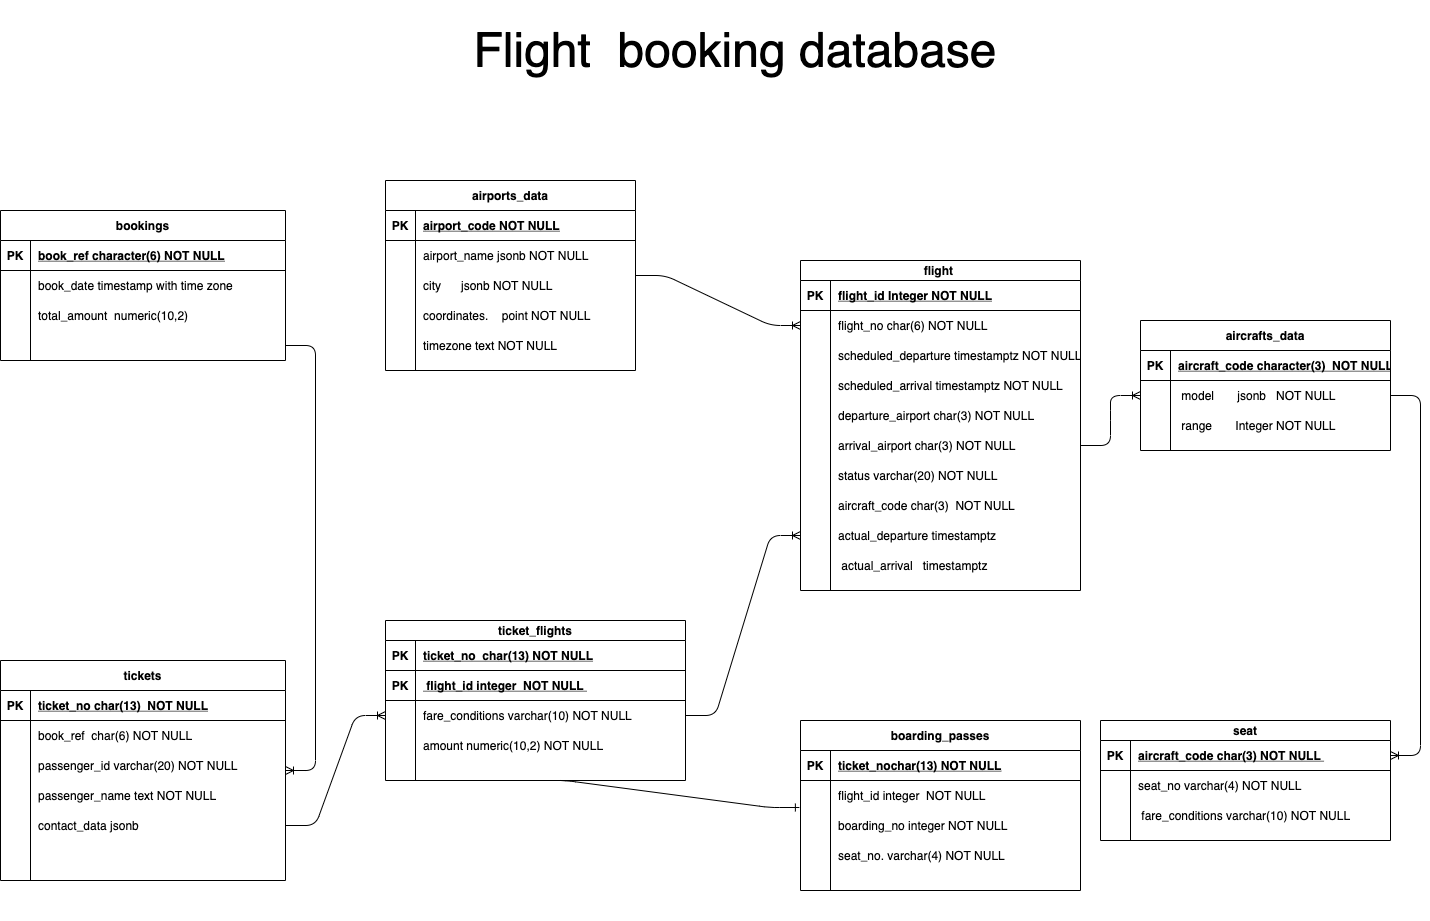 Flight booking database
bookings
PK book_ref character(6) NOT NULL
book_date timestamp with time zone
total_amount numeric(10,2)
airports_data
PK airport_code NOT NULL
airport_name jsonb NOT NULL
city jsonb NOT NULL
coordinates. point NOT NULL
timezone text NOT NULL
flight
PK flight_id Integer NOT NULL
flight_no char(6) NOT NULL
scheduled_departure timestamptz NOT NULL
scheduled_arrival timestamptz NOT NULL
departure_airport char(3) NOT NULL
arrival_airport char(3) NOT NULL
status varchar(20) NOT NULL
aircraft_code char(3) NOT NULL
actual_departure timestamptz
actual_arrival timestamptz
aircrafts_data
PK aircraft_code character(3) NOT NULL
model jsonb NOT NULL
range Integer NOT NULL
tickets
PK ticket_no char(13) NOT NULL
book_ref char(6) NOT NULL
passenger_id varchar(20) NOT NULL
passenger_name text NOT NULL
contact_data jsonb
ticket_flights
PK ticket_no char(13) NOT NULL
PK flight_id integer NOT NULL
fare_conditions varchar(10) NOT NULL
amount numeric(10,2) NOT NULL
boarding_passes
PK ticket_nochar(13) NOT NULL
flight_id integer NOT NULL
boarding_no integer NOT NULL
seat_no. varchar(4) NOT NULL
seat
PK aircraft_code char(3) NOT NULL
seat_no varchar(4) NOT NULL
fare_conditions varchar(10) NOT NULL